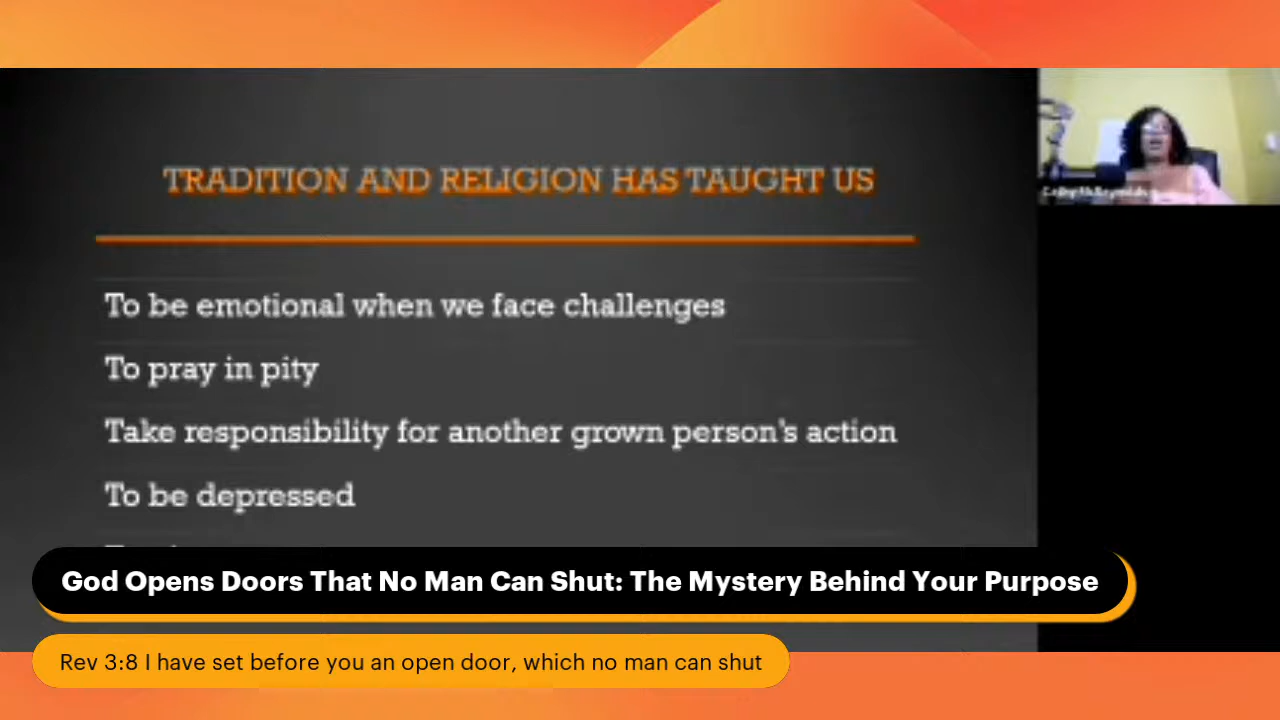 TRADITION AND RELIGION HAS TAUGHT US
To be emotional when we face challenges
To pray in pity
Take responsibility for another grown person's action
To be depressed
God Opens Doors That No Man Can Shut: The Mystery Behind Your Purpose
Rev 3:8 I have set before you an open door, which no man can shut